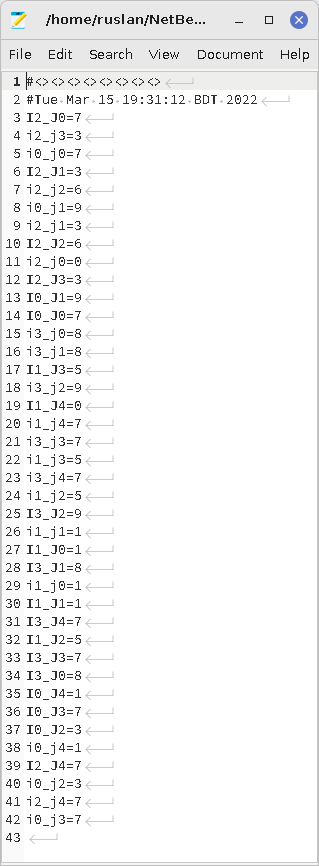 /home/ruslan/NetBe...
File Edit Search View Document Help
1 #<><><><><><><><>
2 #Tue Mar 15 19:31:12 BDT 2022
3 I2_J0=7
4 i2_j3=3
5 i0_j0=7
6 I2_J1=3
7 i2_j2=6
8 i0_j1=9
9 i2_j1=3
10 I2_J2=6
11 i2_j0=0
12 I2_J3=3
13 I0_J1=9
14 I0_J0=7
15 i3_j0=8
16 i3_j1=8
17 I1_J3=5
18 i3_j2=9
19 I1_J4=0
20 i1_j4=7
21 i3_j3=7
22 i1_j3=5
23 i3_j4=7
24 i1_j2=5
25 I3_J2=9
26 i1_j1=1
27 I1_J0=1
28 I3_J1=8
29 i1_j0=1
30 I1_J1=1
31 I3_J4=7
32 I1_J2=5
33 I3_J3=7
34 I3_J0=8
35 I0_J4=1
36 I0_J3=7
37 I0_J2=3
38 i0_j4=1
39 I2_J4=7
40 i0_j2=3
41 i2_j4=7
42 i0_j3=7
43